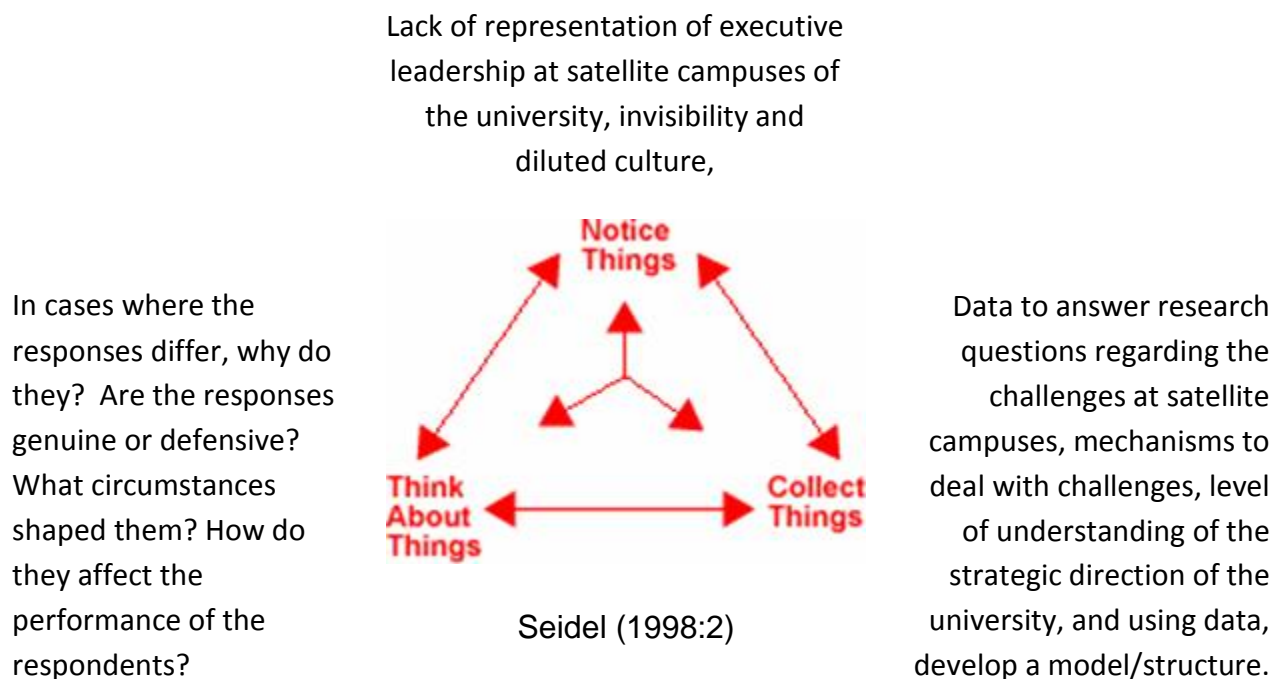 Lack of representation of executive
leadership at satellite campuses of
the university, invisibility and
diluted culture,
Notice
Things
In cases where the
responses differ, why do
they?  Are the responses
genuine or defensive?
What circumstances
shaped them? How do
they affect the
performance of the
respondents?
Think
About
Things
Collect
Things
Seidel (1998:2)
Data to answer research
questions regarding the
challenges at satellite
campuses, mechanisms to
deal with challenges, level
of understanding of the
strategic direction of the
university, and using data,
develop a model/structure.